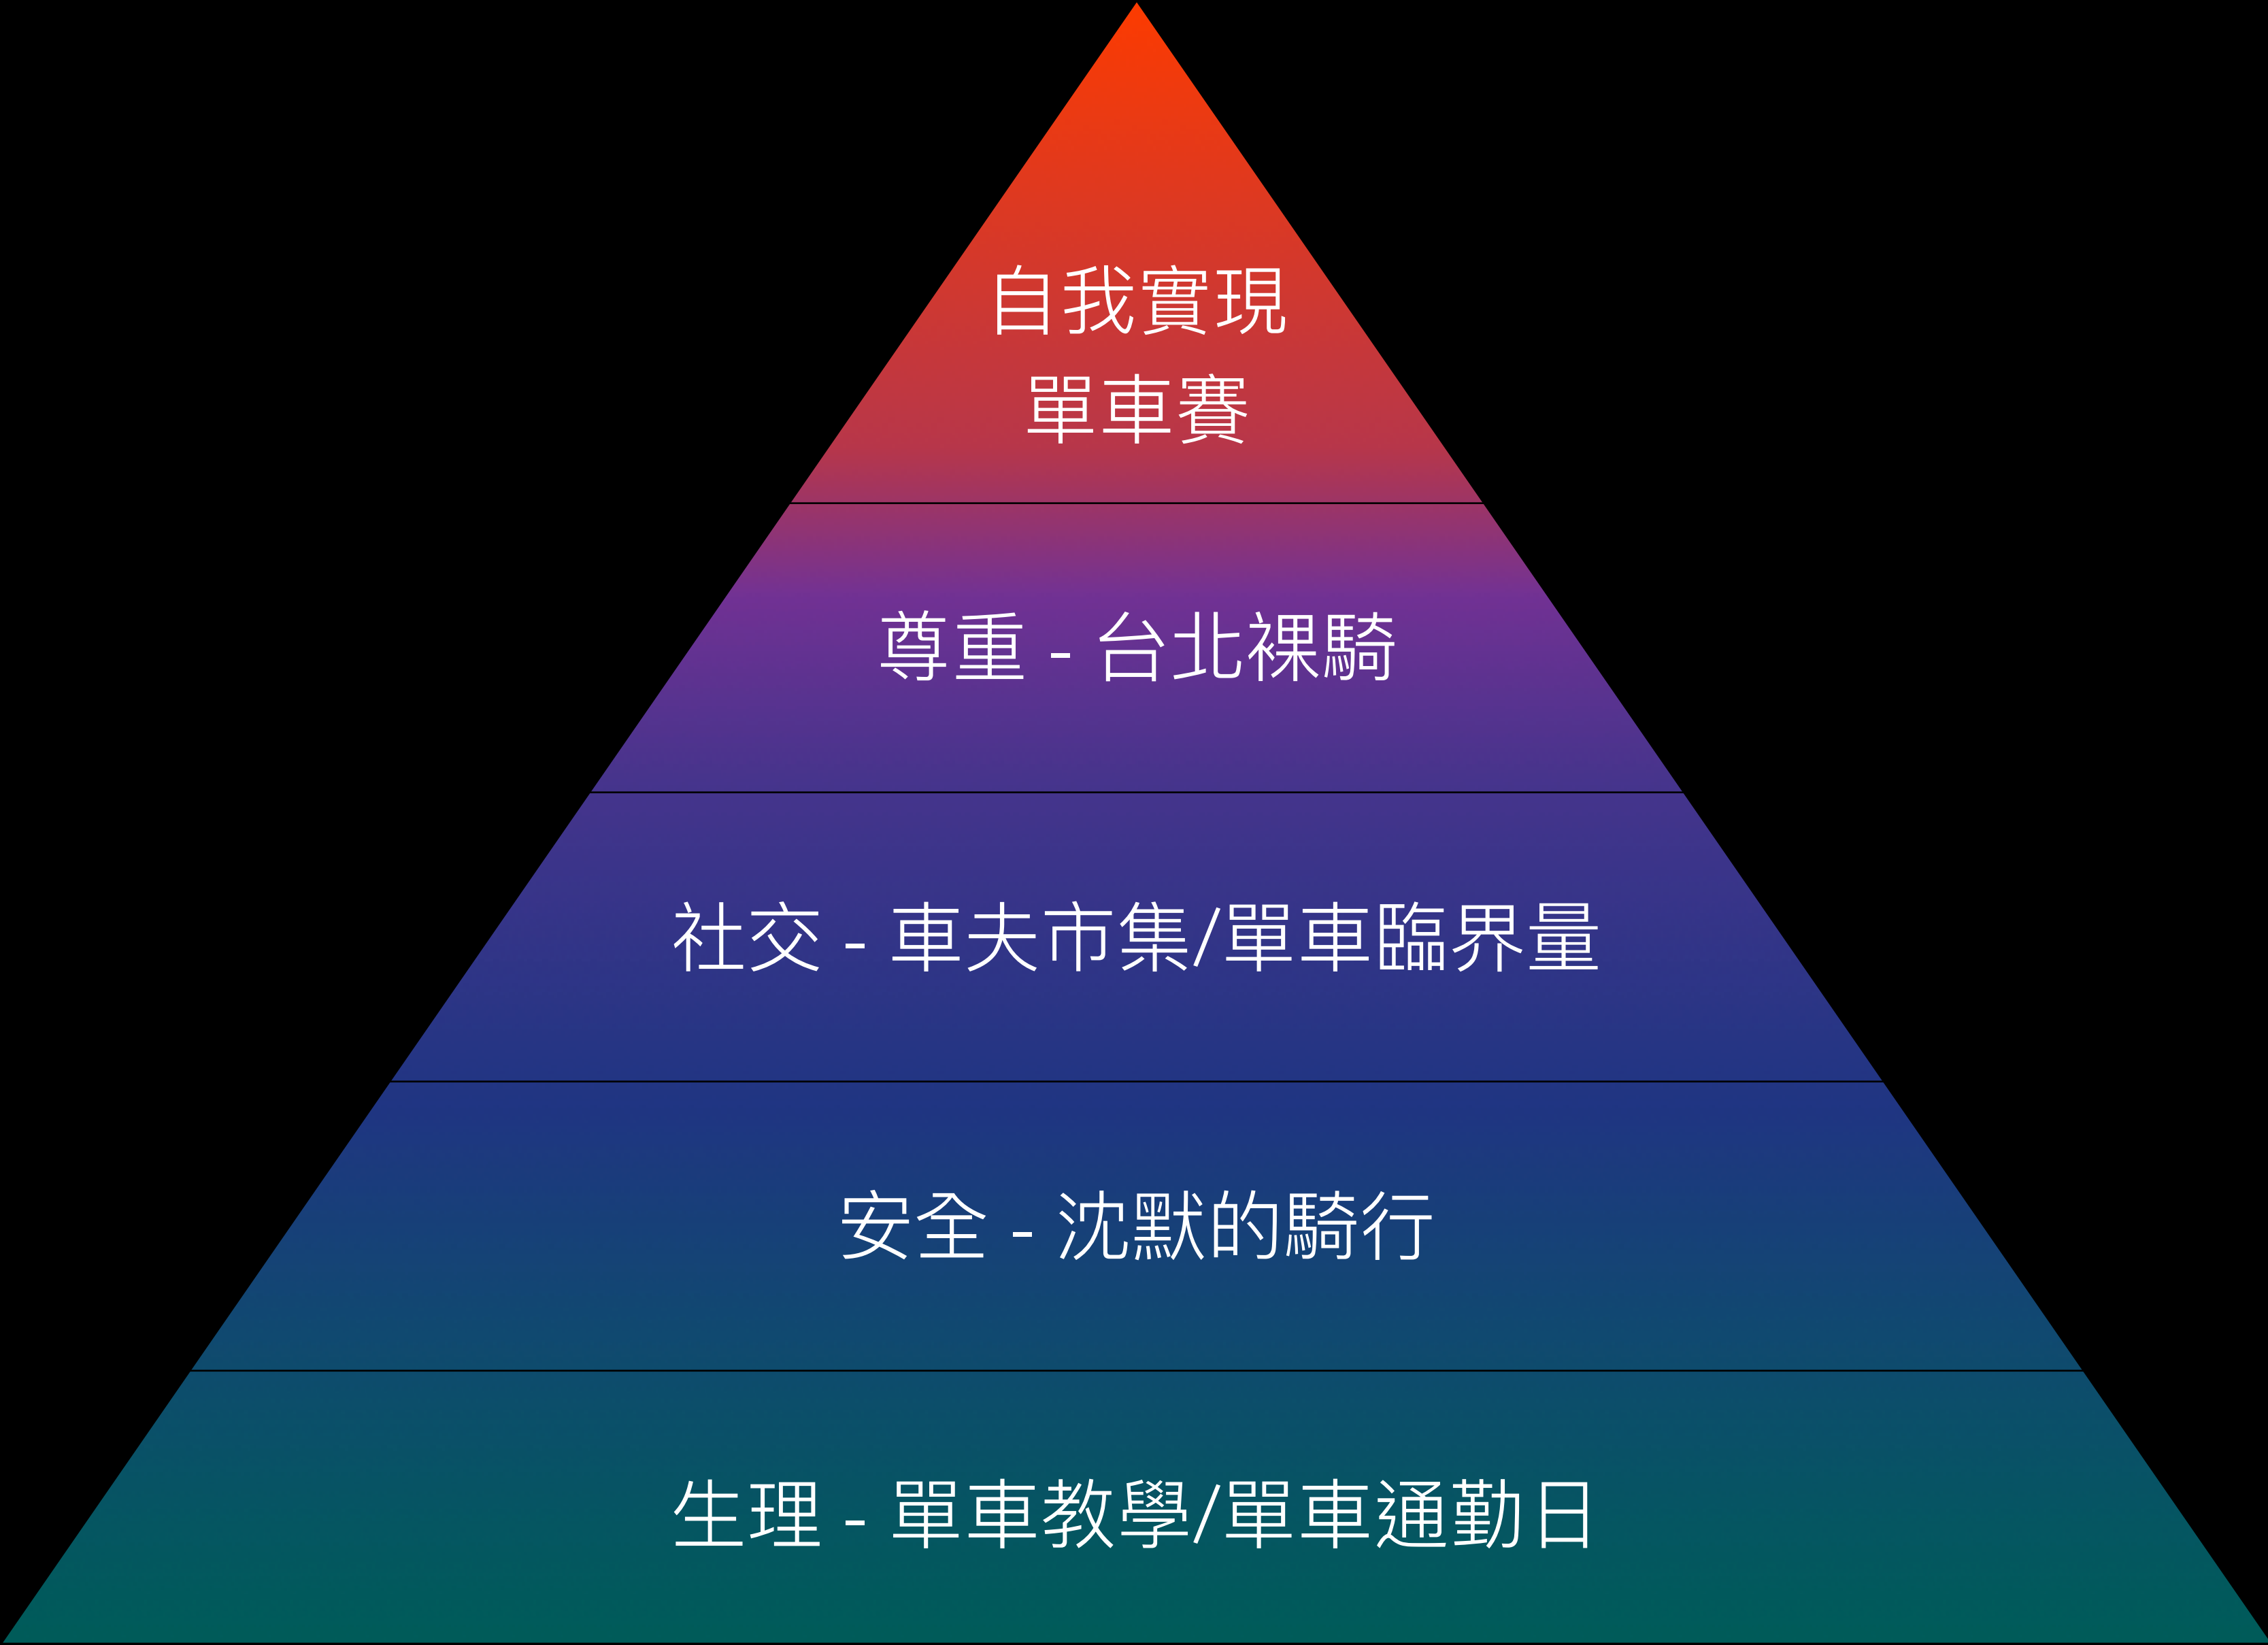 自我實現
單車賽
尊重 - 台北裸騎
社交 - 車夫市集/單車臨界量
安全 - 沈默的騎行
生理 - 單車教學/單車通勤日